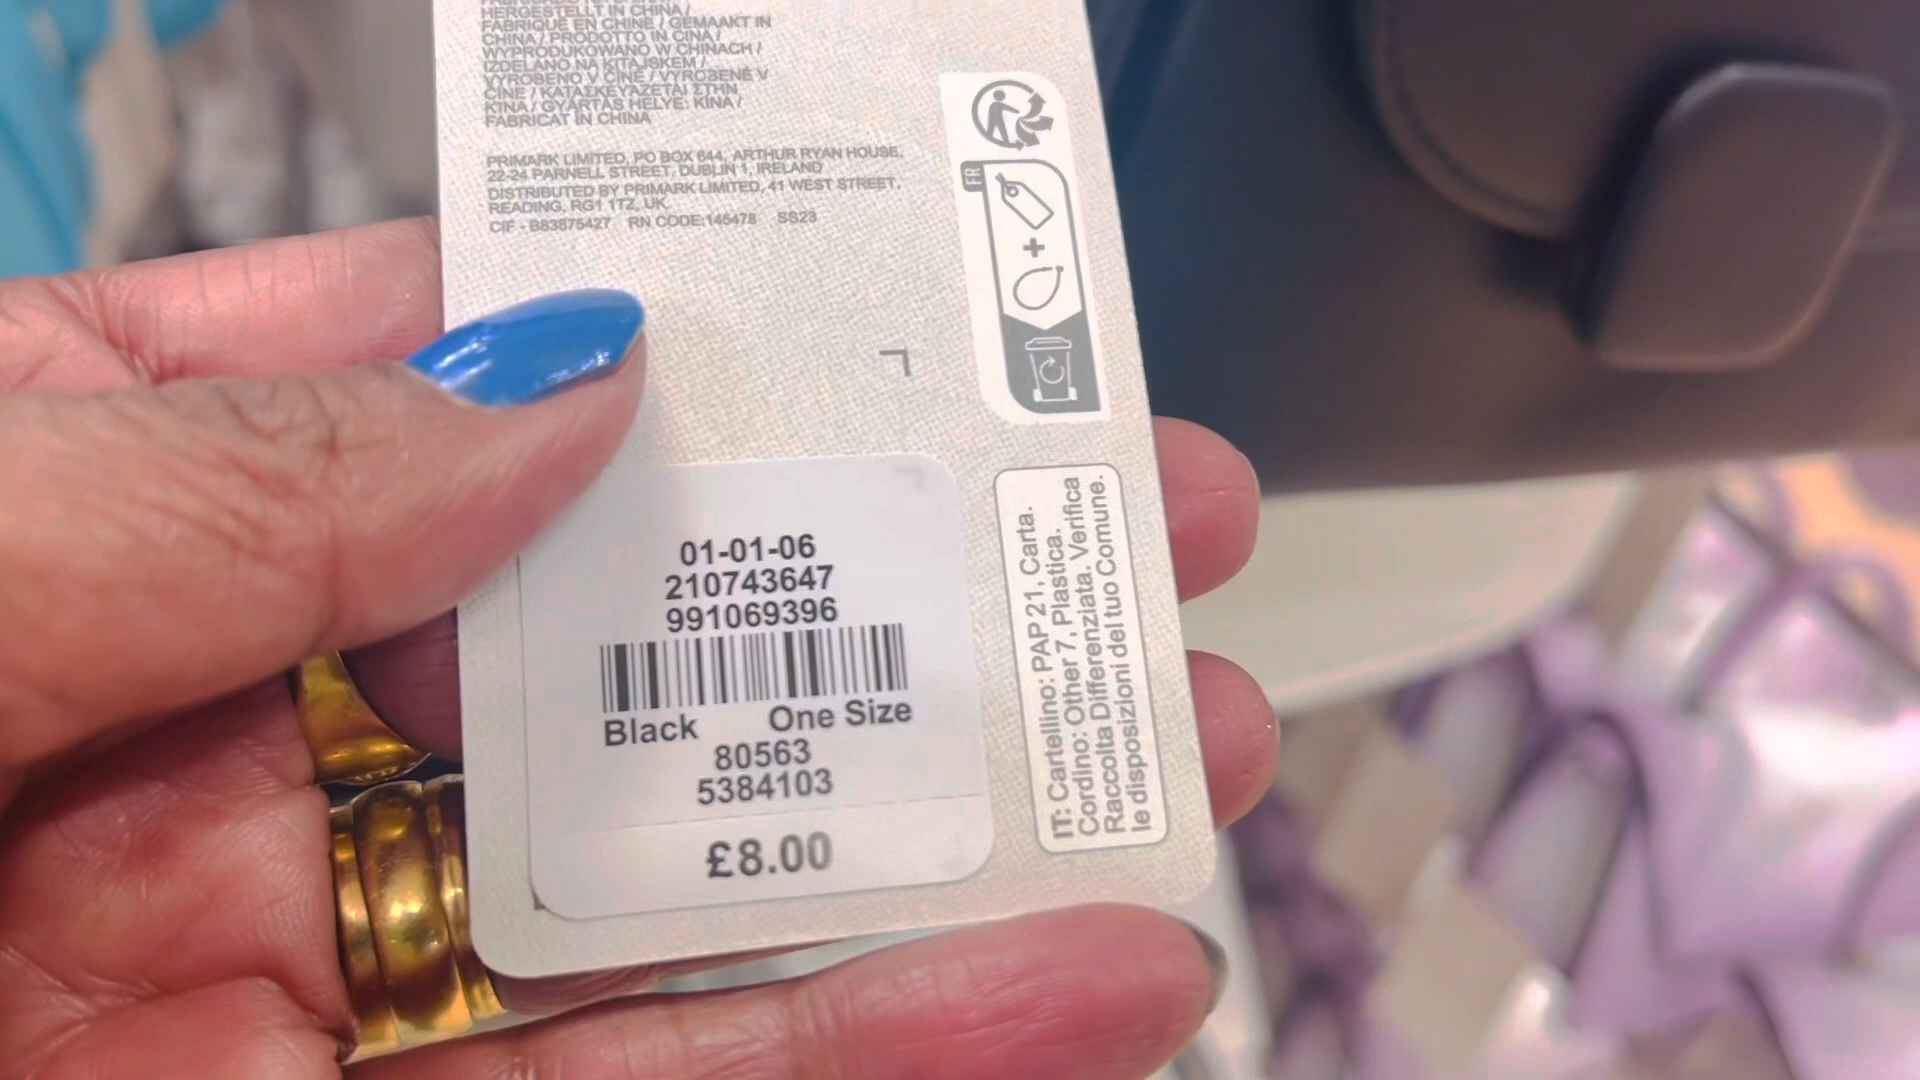 HERGESTELLT IN CHINA /
FABRIQUÉ EN CHINE / GEMAAKT IN
CHINA / PRODOTTO IN CINA /
WYPRODUKOWANO W CHINACH /
IZDELANO NA KITAJSKEM /
VYROBENO V ČÍNĚ / VYROBENÉ V
ČÍNE / ΚΑΤΑΣΚΕΥΑΖΕΤΑΙ ΣΤΗΝ
ΚΙΝΑ / GYÁRTÁS HELYE: KÍNA /
FABRICAT ÎN CHINA
PRIMARK LIMITED, PO BOX 644, ARTHUR RYAN HOUSE,
22-24 PARNELL STREET, DUBLIN 1, IRELAND
DISTRIBUTED BY PRIMARK LIMITED, 41 WEST STREET,
READING, RG1 1TZ, UK.
CIF - B83875427 RN CODE:145478 SS23
FR
01-01-06
210743647
991069396
Black One Size
80563
5384103
£8.00
IT: Cartellino: PAP 21, Carta.
Cordino: Other 7, Plastica.
Raccolta Differenziata. Verifica
le disposizioni del tuo Comune.